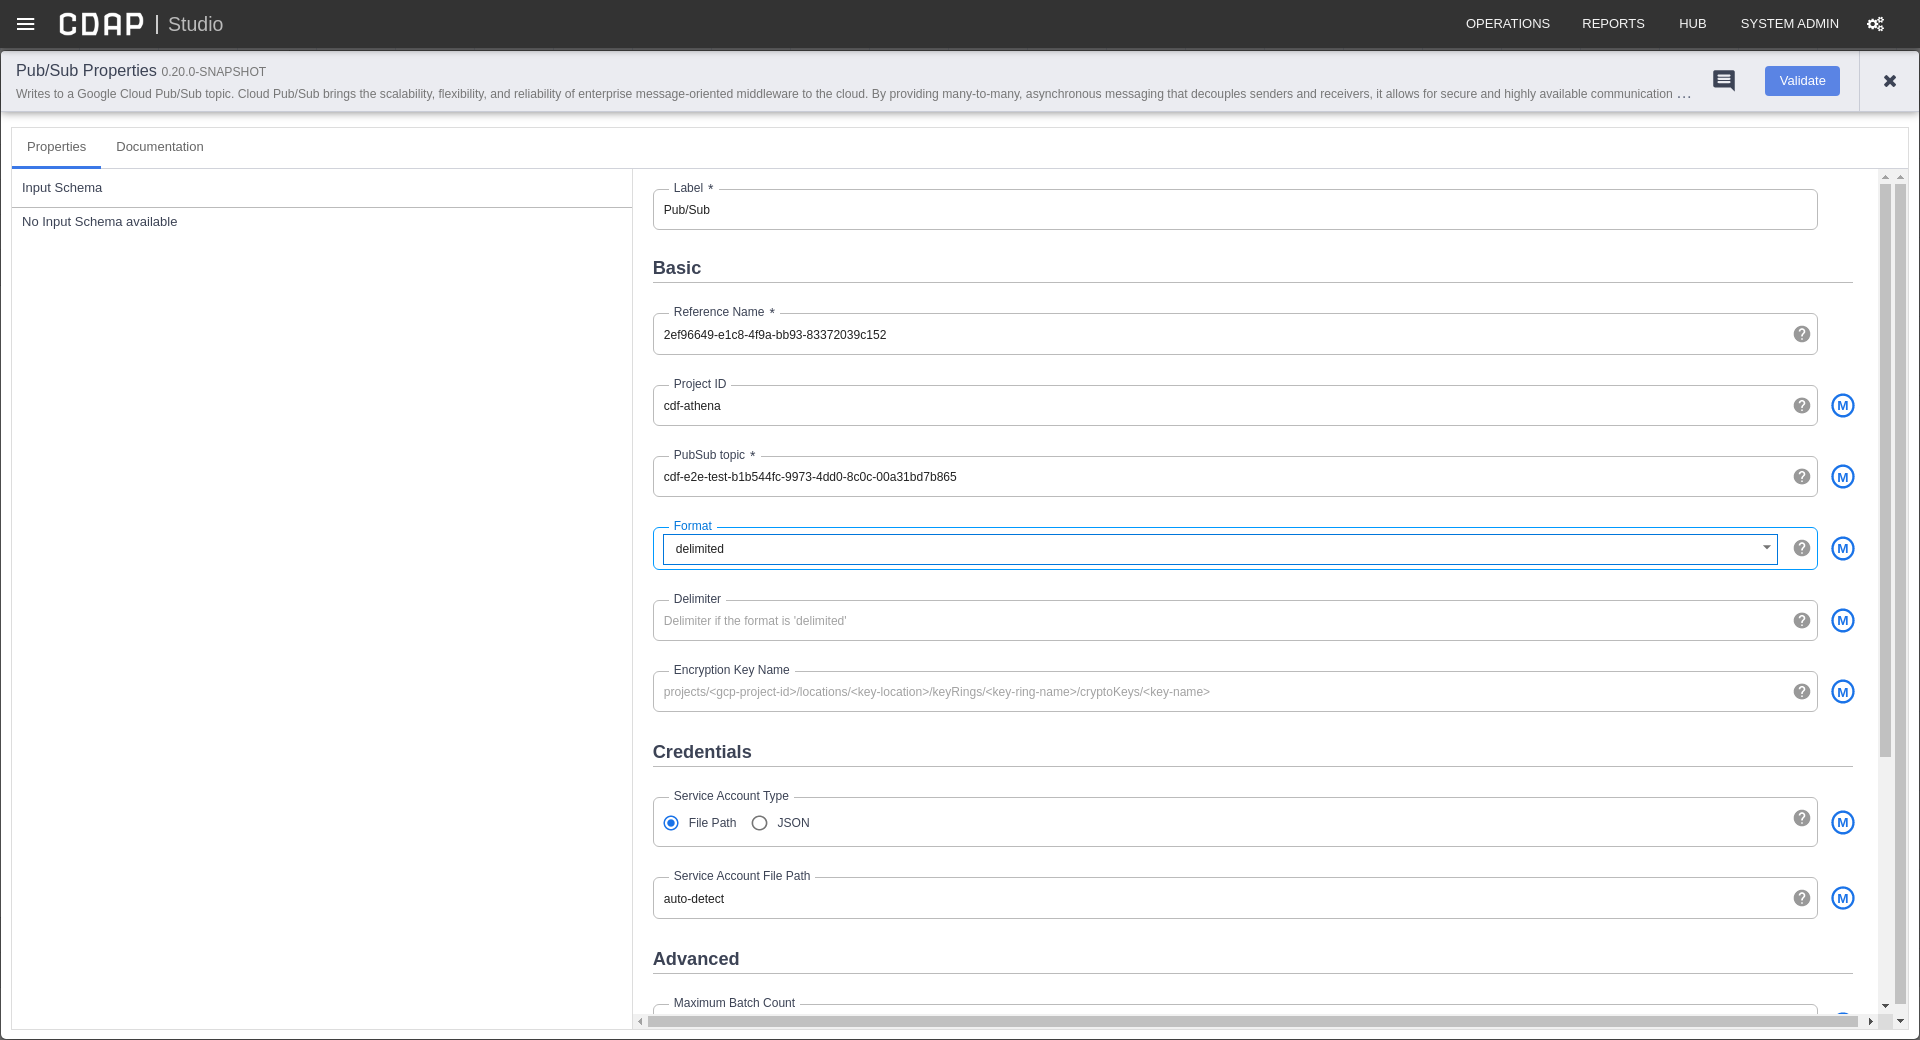 CDAP | Studio
OPERATIONS REPORTS HUB SYSTEM ADMIN
Pub/Sub Properties 0.20.0-SNAPSHOT
Writes to a Google Cloud Pub/Sub topic. Cloud Pub/Sub brings the scalability, flexibility, and reliability of enterprise message-oriented middleware to the cloud. By providing many-to-many, asynchronous messaging that decouples senders and receivers, it allows for secure and highly available communication ...
Validate
Properties Documentation
Input Schema
No Input Schema available
Label *
Pub/Sub
Basic
Reference Name *
2ef96649-e1c8-4f9a-bb93-83372039c152
Project ID
cdf-athena
M
PubSub topic *
cdf-e2e-test-b1b544fc-9973-4dd0-8c0c-00a31bd7b865
M
Format
delimited
M
Delimiter
Delimiter if the format is 'delimited'
M
Encryption Key Name
projects/<gcp-project-id>/locations/<key-location>/keyRings/<key-ring-name>/cryptoKeys/<key-name>
M
Credentials
Service Account Type
File Path JSON
M
Service Account File Path
auto-detect
M
Advanced
Maximum Batch Count